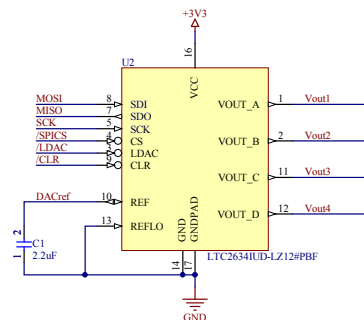 +3V3
16
U2
VCC
MOSI 8 SDI VOUT_A 1 Vout1
MISO 7 SDO
SCK 5 SCK VOUT_B 2 Vout2
/SPICS 4 CS
/LDAC LDAC
/CLR 9 CLR VOUT_C 11 Vout3
DACref 10 REF VOUT_D 12 Vout4
13 REFLO
2
C1
2.2uF
1
GND
GNDPAD
14
17
LTC2634IUD-LZ12#PBF
GND